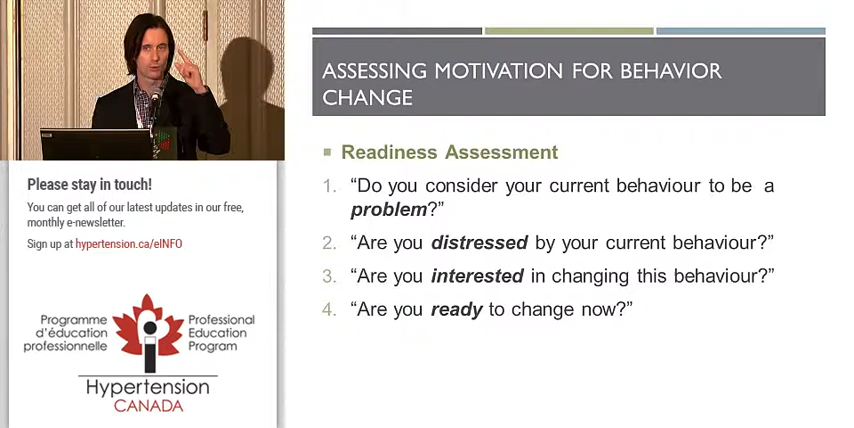 Please stay in touch!
You can get all of our latest updates in our free,
monthly e-newsletter.
Sign up at hypertension.ca/eINFO
Programme
d'éducation
professionnelle
Professional
Education
Program
Hypertension
CANADA
ASSESSING MOTIVATION FOR BEHAVIOR
CHANGE
Readiness Assessment
1. “Do you consider your current behaviour to be a
problem?”
2. “Are you distressed by your current behaviour?”
3. “Are you interested in changing this behaviour?”
4. “Are you ready to change now?”